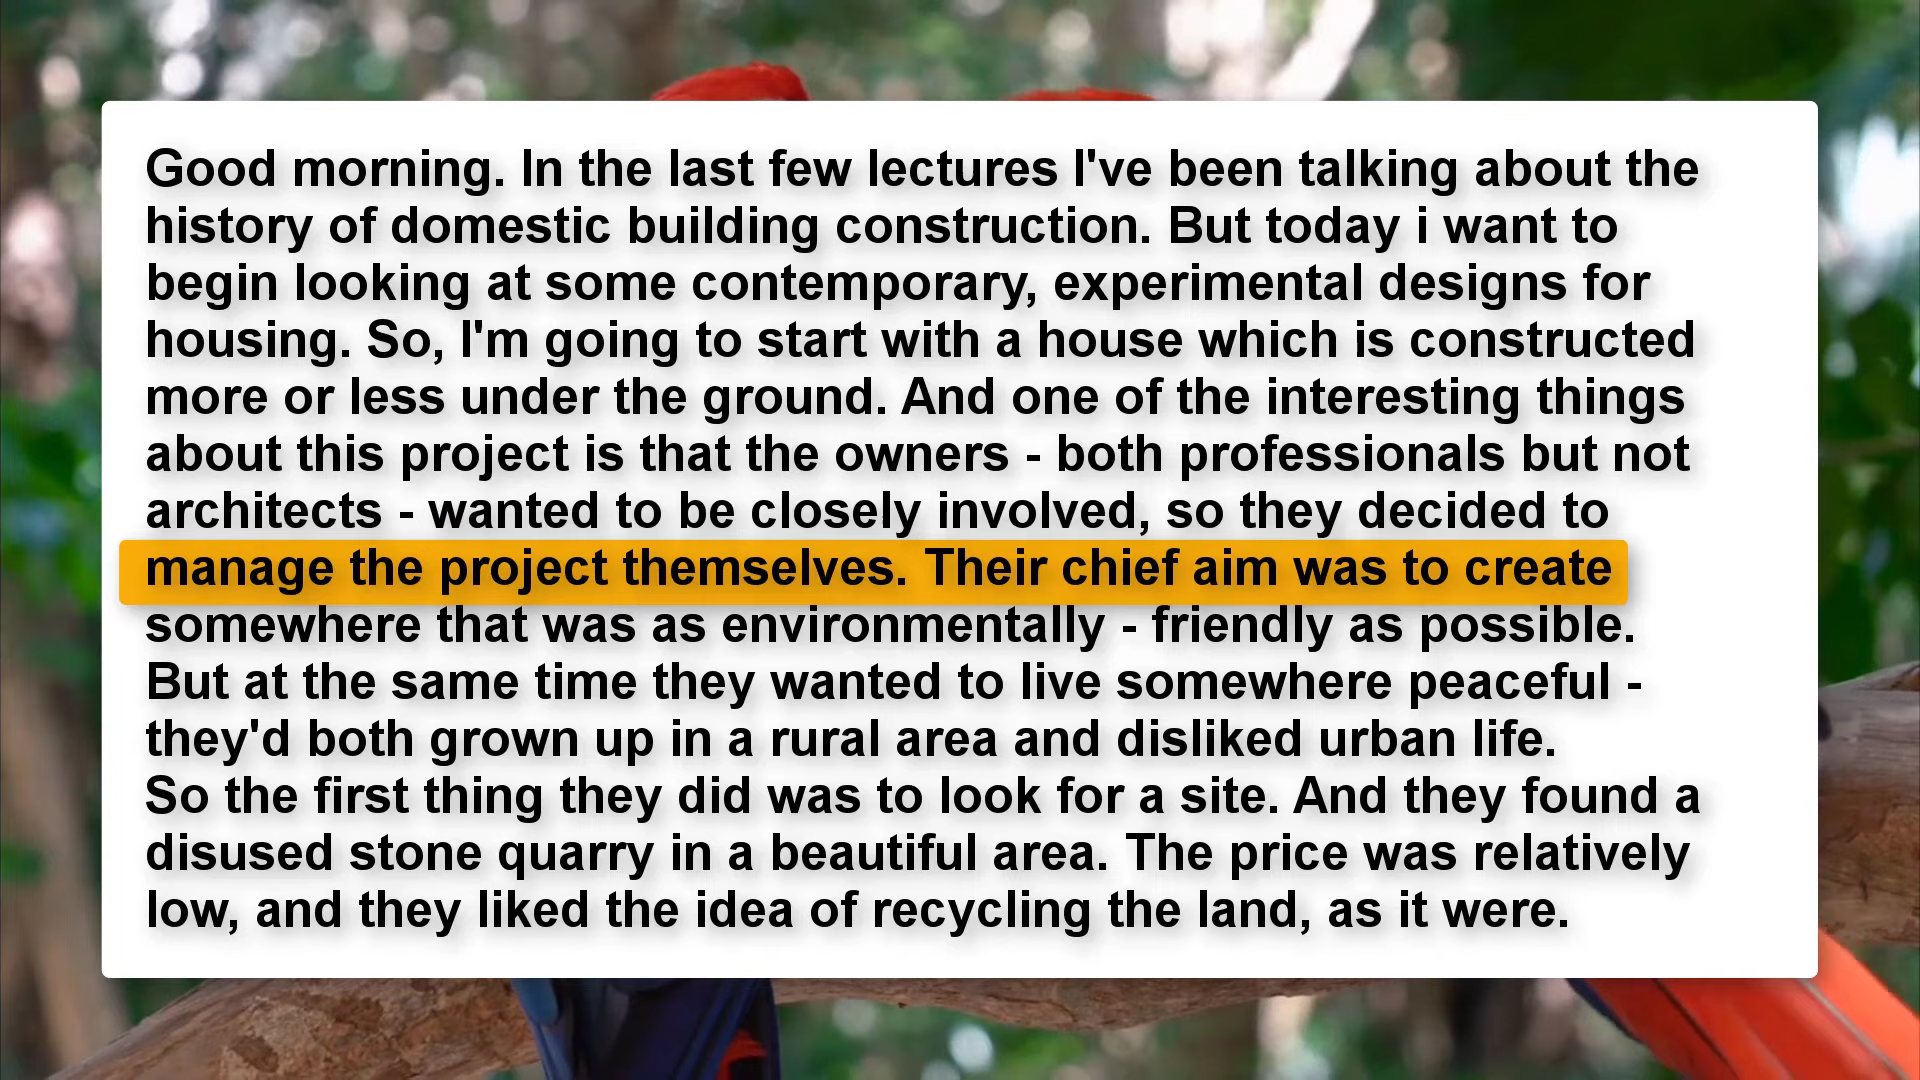 Good morning. In the last few lectures I've been talking about the
history of domestic building construction. But today i want to
begin looking at some contemporary, experimental designs for
housing. So, I'm going to start with a house which is constructed
more or less under the ground. And one of the interesting things
about this project is that the owners - both professionals but not
architects - wanted to be closely involved, so they decided to
manage the project themselves. Their chief aim was to create
somewhere that was as environmentally - friendly as possible.
But at the same time they wanted to live somewhere peaceful -
they'd both grown up in a rural area and disliked urban life.
So the first thing they did was to look for a site. And they found a
disused stone quarry in a beautiful area. The price was relatively
low, and they liked the idea of recycling the land, as it were.